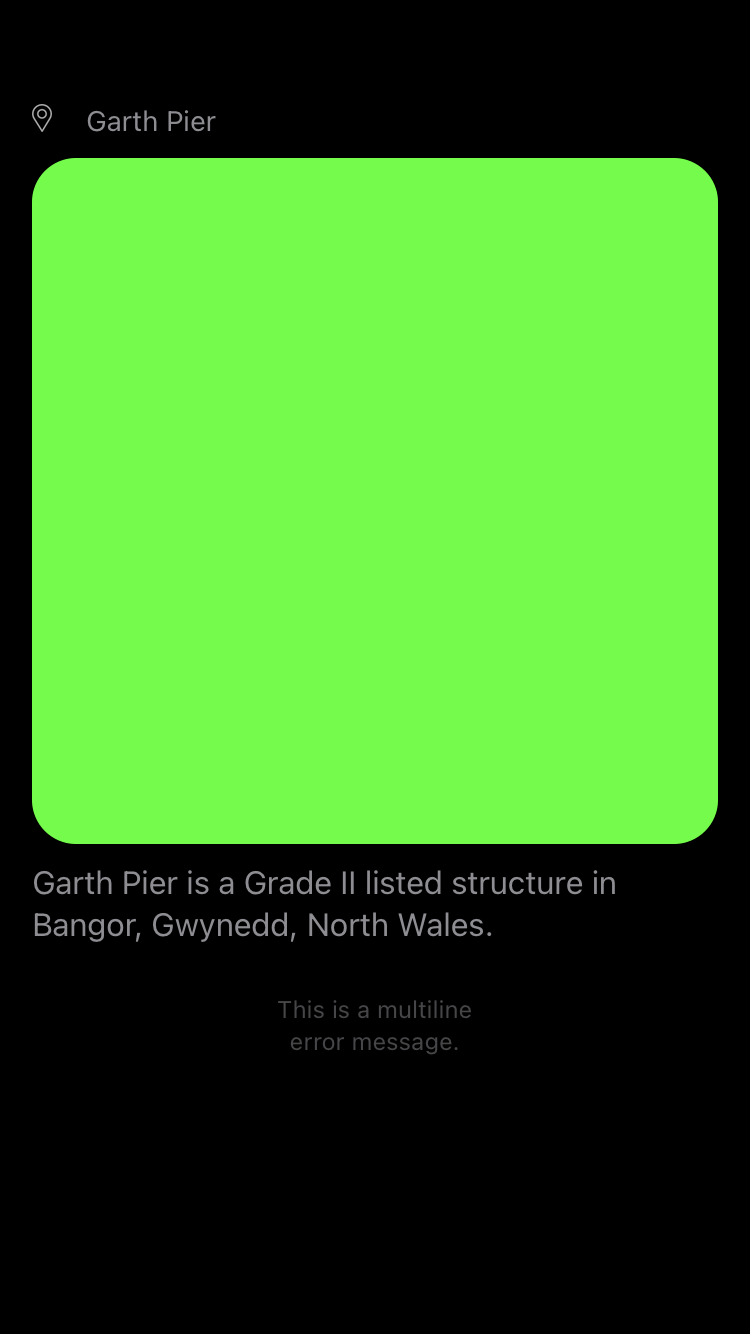 Garth Pier
Garth Pier is a Grade II listed structure in
Bangor, Gwynedd, North Wales.
This is a multiline
error message.